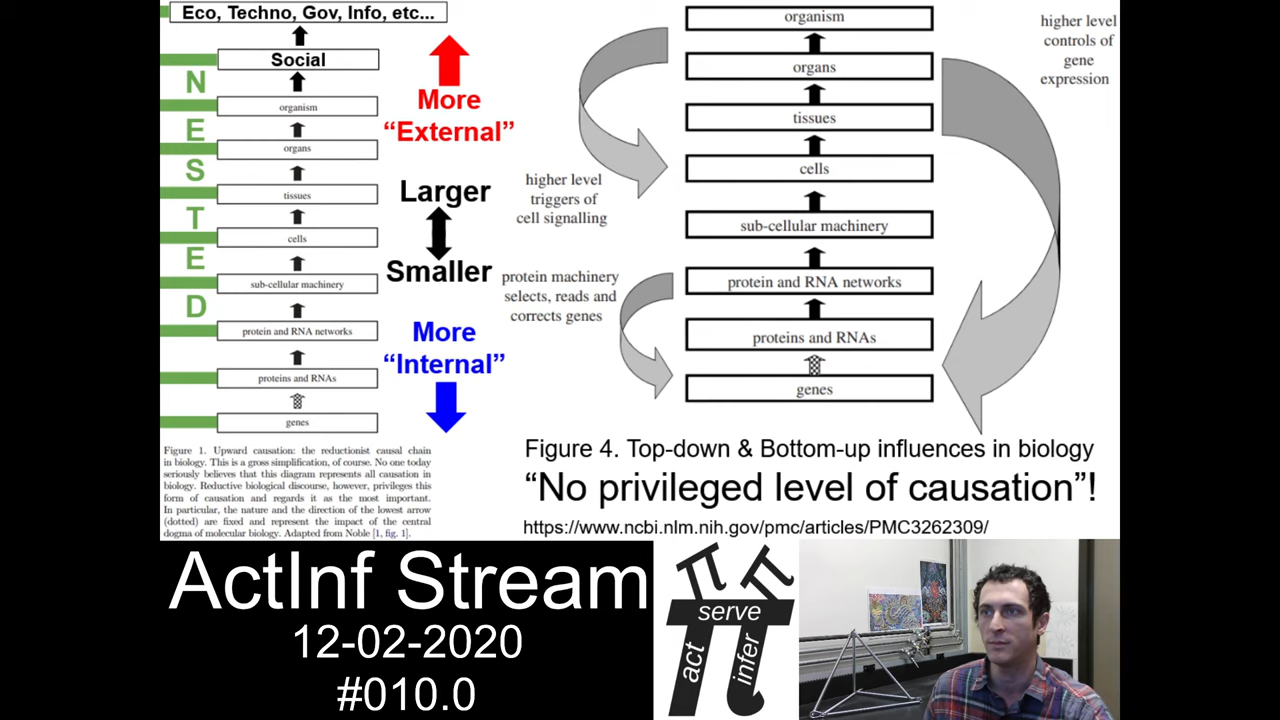 Eco, Techno, Gov, Info, etc...
Social
organism
organs
tissues
cells
sub-cellular machinery
protein and RNA networks
proteins and RNAs
genes
N
E
S
T
E
D
More
“External”
Larger
Smaller
More
“Internal”
Figure 1. Upward causation: the reductionist causal chain
in biology. This is a gross simplification, of course. No one today
seriously believes that this diagram represents all causation in
biology. Reductive biological discourse, however, privileges this
form of causation and regards it as the most important.
In particular, the nature and the direction of the lowest arrow
(dotted) are fixed and represent the impact of the central
dogma of molecular biology. Adapted from Noble [1, fig. 1].
organism
organs
tissues
cells
sub-cellular machinery
protein and RNA networks
proteins and RNAs
genes
higher level
triggers of
cell signalling
protein machinery
selects, reads and
corrects genes
higher level
controls of
gene
expression
Figure 4. Top-down & Bottom-up influences in biology
“No privileged level of causation”!
https://www.ncbi.nlm.nih.gov/pmc/articles/PMC3262309/
ActInf Stream
12-02-2020
#010.0
serve
act
infer